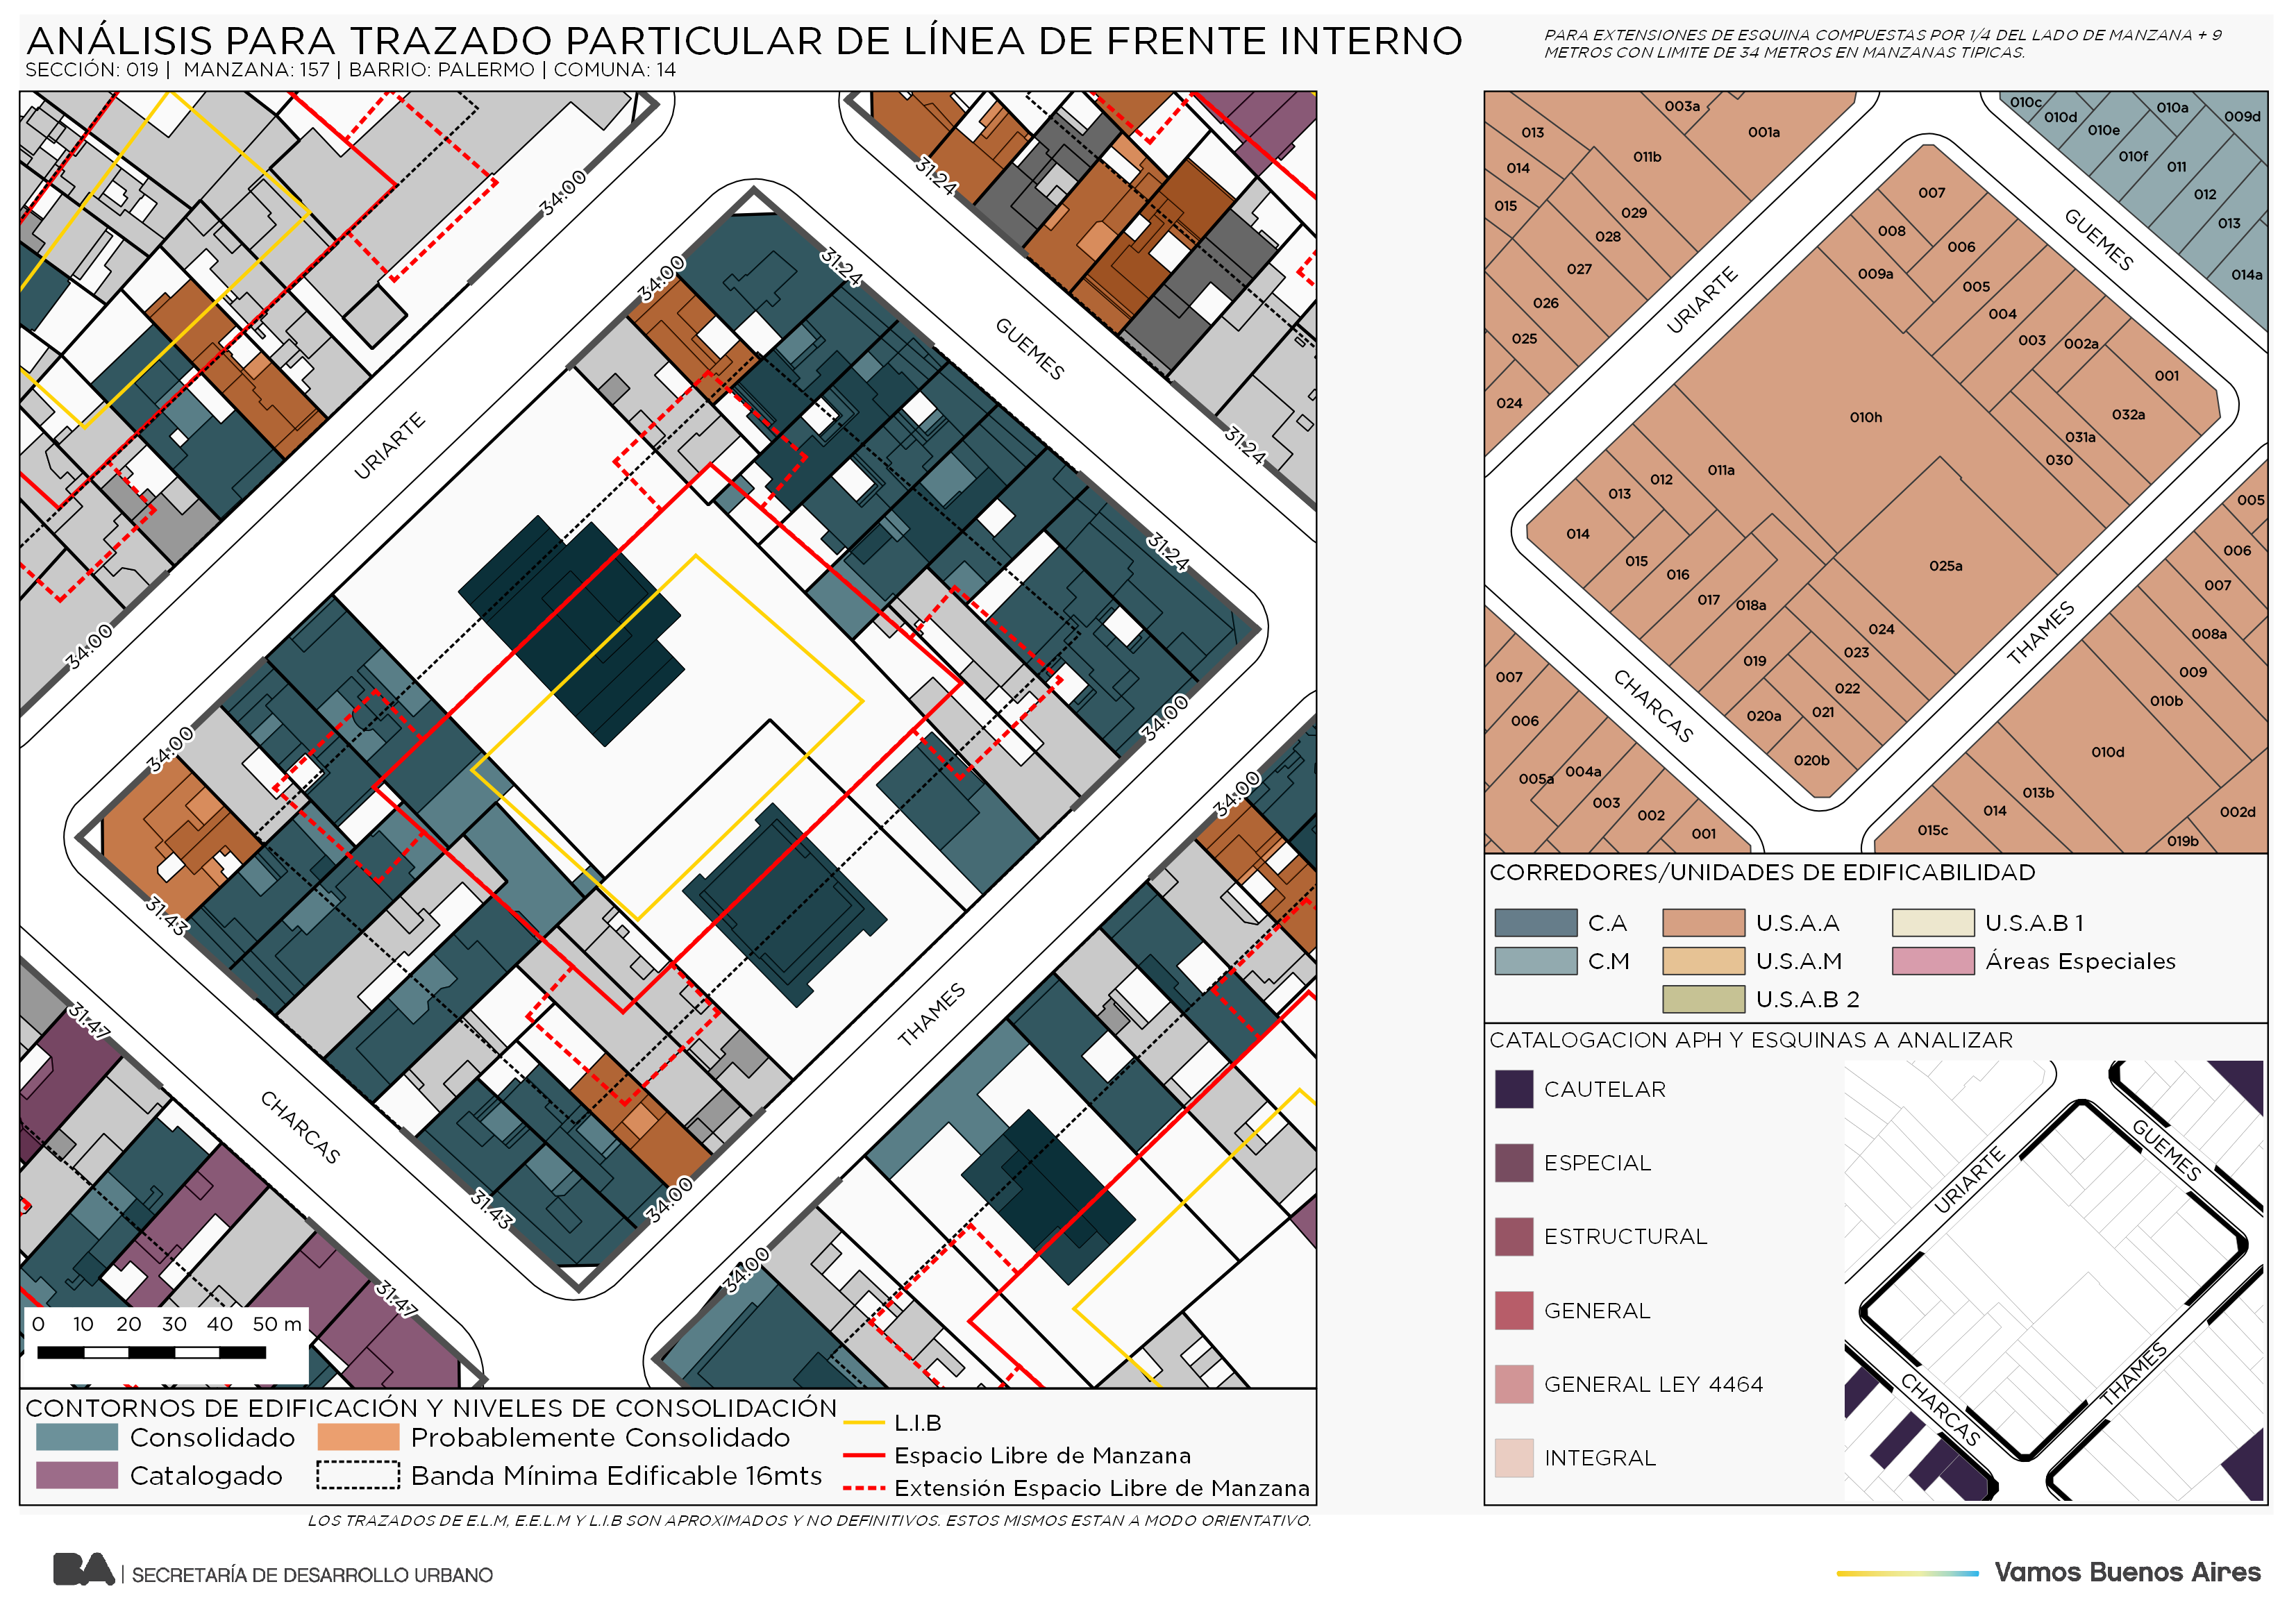 ANÁLISIS PARA TRAZADO PARTICULAR DE LÍNEA DE FRENTE INTERNO
SECCIÓN: 019 | MANZANA: 157 | BARRIO: PALERMO | COMUNA: 14
PARA EXTENSIONES DE ESQUINA COMPUESTAS POR 1/4 DEL LADO DE MANZANA + 9
METROS CON LIMITE DE 34 METROS EN MANZANAS TIPICAS.
34:00
31.24
34:00
31.24
GUEMES
URIARTE
31.24
31.24
34:00
34:00
34:00
31.43
34:00
31.47
THAMES
CHARCAS
31.43
34:00
34:00
31.47
0 10 20 30 40 50 m
CONTORNOS DE EDIFICACIÓN Y NIVELES DE CONSOLIDACIÓN
Consolidado
Probablemente Consolidado
Catalogado
Banda Mínima Edificable 16mts
L.I.B
Espacio Libre de Manzana
Extensión Espacio Libre de Manzana
LOS TRAZADOS DE E.L.M, E.E.L.M Y L.I.B SON APROXIMADOS Y NO DEFINITIVOS. ESTOS MISMOS ESTAN A MODO ORIENTATIVO.
003a
001a
013
011b
014
015
029
028
027
026
025
024
010c
010d
010e
010f
010a
009d
011
012
013
014a
GUEMES
URIARTE
007
008
006
009a
005
004
003
002a
001
032a
031a
030
010h
011a
012
013
014
015
016
017
018a
025a
024
023
022
021
019
020a
020b
THAMES
CHARCAS
005
006
007
008a
009
010b
010d
013b
014
015c
002d
019b
007
006
005a
004a
003
002
001
CORREDORES/UNIDADES DE EDIFICABILIDAD
C.A
U.S.A.A
U.S.A.B 1
C.M
U.S.A.M
Áreas Especiales
U.S.A.B 2
CATALOGACION APH Y ESQUINAS A ANALIZAR
CAUTELAR
ESPECIAL
ESTRUCTURAL
GENERAL
GENERAL LEY 4464
INTEGRAL
GUEMES
URIARTE
THAMES
CHARCAS
BA | SECRETARÍA DE DESARROLLO URBANO
Vamos Buenos Aires